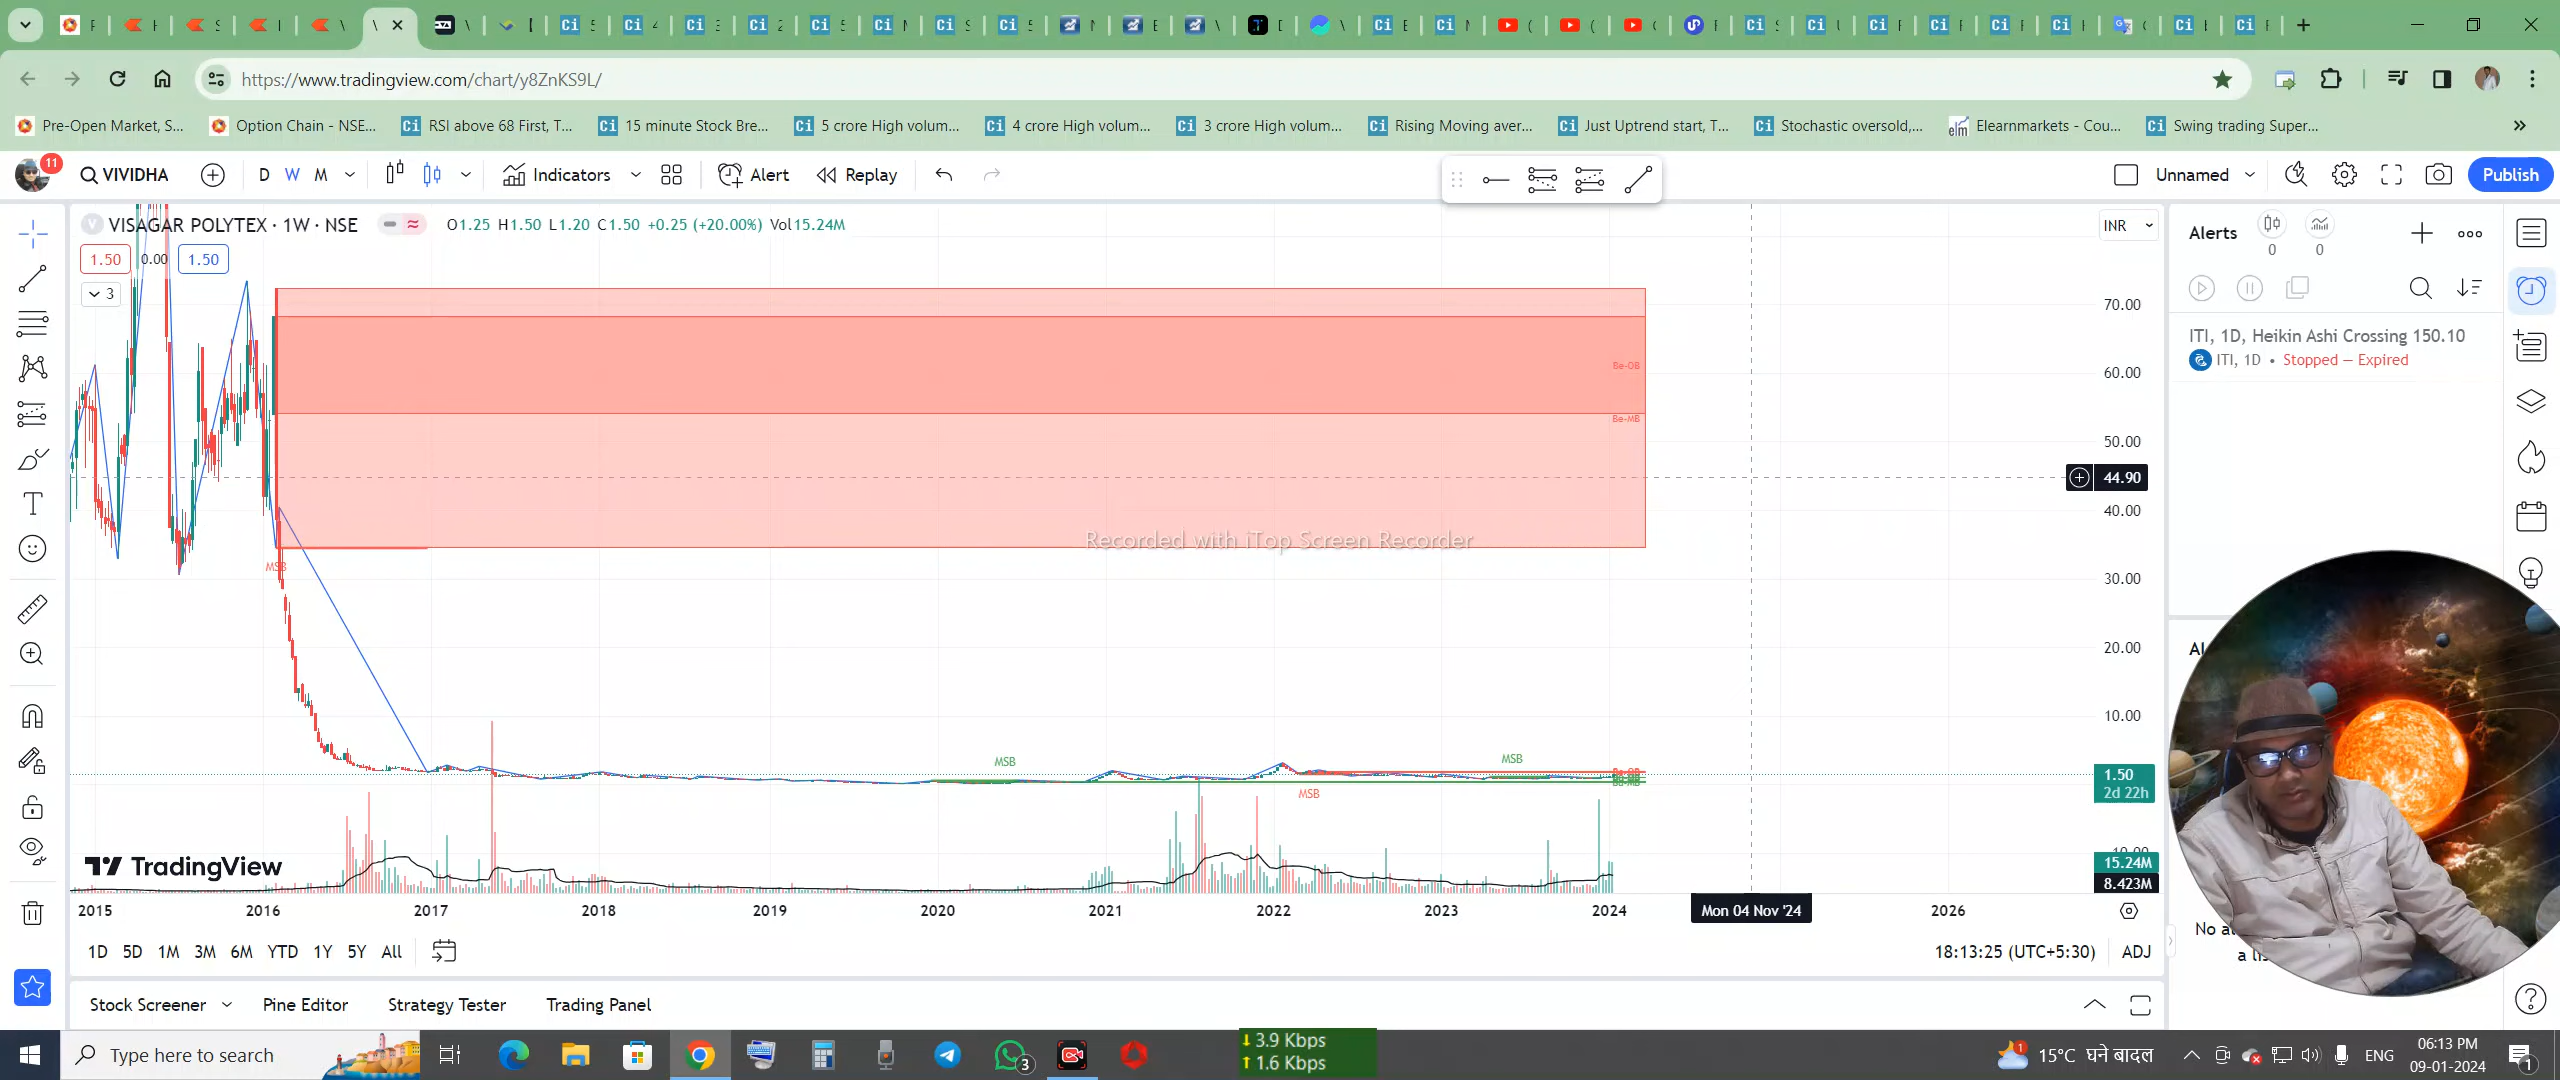 https://www.tradingview.com/chart/y8ZnKS9L/
Pre-Open Market, S...
Option Chain - NSE...
RSI above 68 First, T...
15 minute Stock Bre...
5 crore High volum...
4 crore High volum...
3 crore High volum...
Rising Moving aver...
Just Uptrend start, T...
Stochastic oversold,...
Elearnmarkets - Cou...
Swing trading Super...
11
VIVIDHA
D W M
Indicators
Alert
Replay
Unnamed
Publish
VISAGAR POLYTEX · 1W · NSE
O1.25 H1.50 L1.20 C1.50 +0.25 (+20.00%) Vol15.24M
INR
1.50 0.00 1.50
3
Alerts
0 0
ITI, 1D, Heikin Ashi Crossing 150.10
ITI, 1D • Stopped — Expired
70.00
60.00
50.00
44.90
40.00
30.00
20.00
10.00
1.50
2d 22h
15.24M
8.423M
Be-OB
Be-MB
Recorded with iTop Screen Recorder
MSB
MSB
MSB
MSB
TradingView
2015 2016 2017 2018 2019 2020 2021 2022 2023 2024 Mon 04 Nov '24 2026
1D 5D 1M 3M 6M YTD 1Y 5Y All
18:13:25 (UTC+5:30) ADJ
Stock Screener
Pine Editor
Strategy Tester
Trading Panel
Type here to search
3
3.9 Kbps
1.6 Kbps
1
15°C घने बादल
ENG
06:13 PM
09-01-2024
1